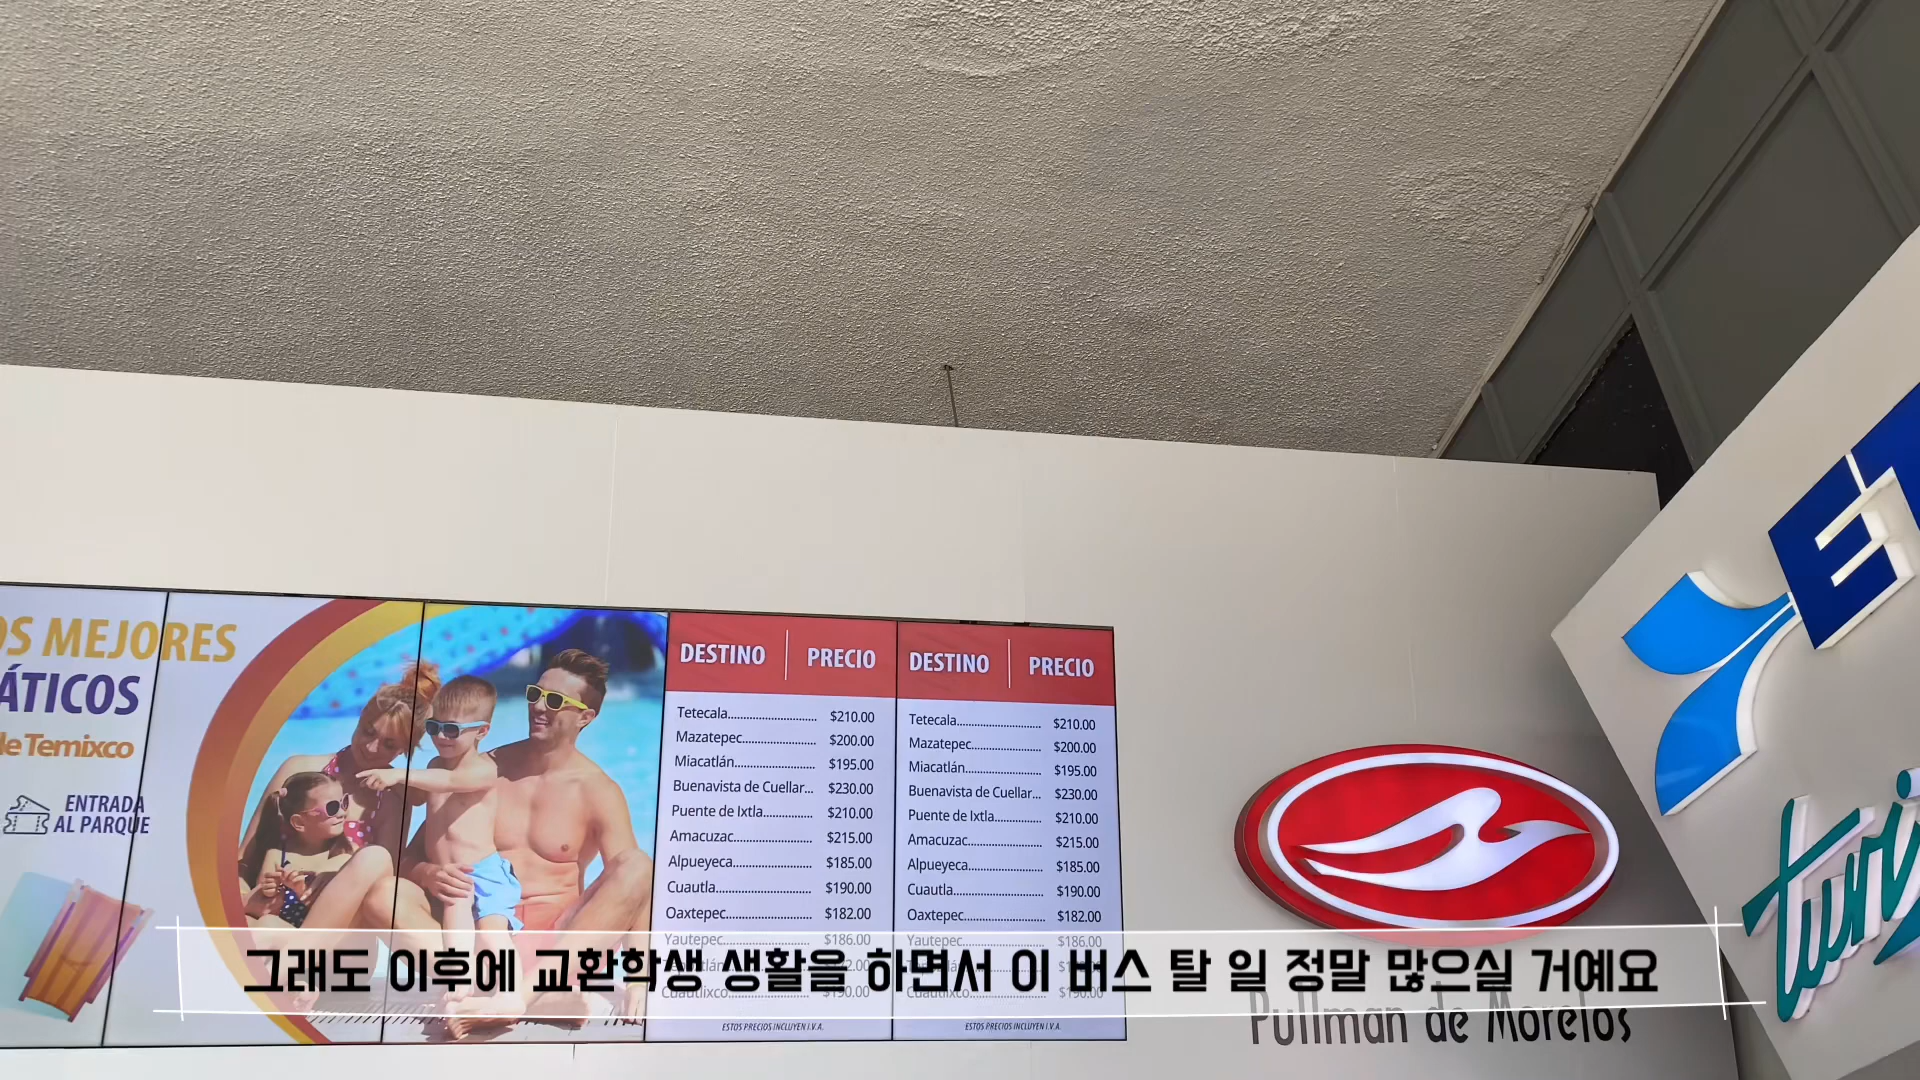 OS MEJORES
ÁTICOS
de Temixco
ENTRADA
AL PARQUE
DESTINO PRECIO
Tetecala............................. $210.00
Mazatepec........................ $200.00
Miacatlán.......................... $195.00
Buenavista de Cuellar... $230.00
Puente de Ixtla................ $210.00
Amacuzac......................... $215.00
Alpueyeca......................... $185.00
Cuautla.............................. $190.00
Oaxtepec............................ $182.00
Yautepec............................ $186.00
Cuautlixco......................... $190.00
ESTOS PRECIOS INCLUYEN I.V.A.
DESTINO PRECIO
Tetecala............................. $210.00
Mazatepec........................ $200.00
Miacatlán.......................... $195.00
Buenavista de Cuellar... $230.00
Puente de Ixtla................ $210.00
Amacuzac......................... $215.00
Alpueyeca......................... $185.00
Cuautla.............................. $190.00
Oaxtepec............................ $182.00
Yautepec............................ $186.00
Cuautlixco......................... $190.00
ESTOS PRECIOS INCLUYEN I.V.A.
Pullman de Morelos
E
turi
그래도 이후에 교환학생 생활을 하면서 이 버스 탈 일 정말 많으실 거예요